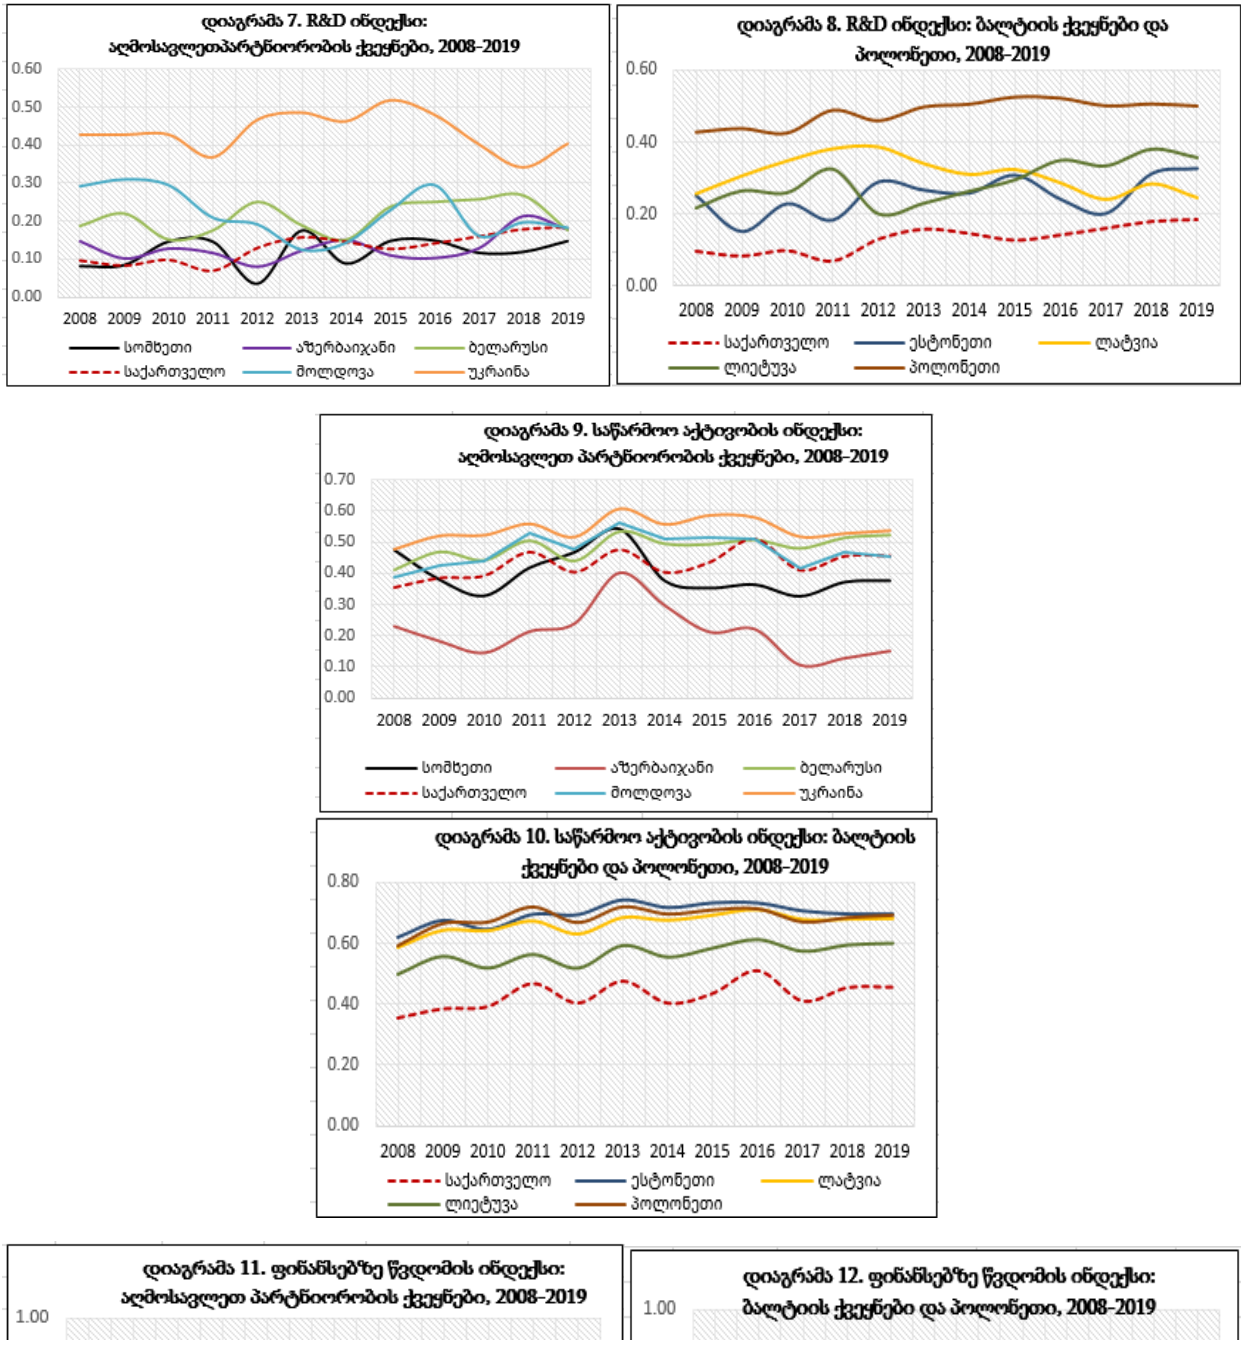 დიაგრამა 7. R&D ინდექსი:
აღმოსავლეთპარტნიორობის ქვეყნები, 2008-2019
0.60
0.50
0.40
0.30
0.20
0.10
0.00
2008 2009 2010 2011 2012 2013 2014 2015 2016 2017 2018 2019
სომხეთი აზერბაიჯანი ბელარუსი
საქართველო მოლდოვა უკრაინა
დიაგრამა 8. R&D ინდექსი: ბალტიის ქვეყნები და
პოლონეთი, 2008-2019
0.60
0.40
0.20
0.00
2008 2009 2010 2011 2012 2013 2014 2015 2016 2017 2018 2019
საქართველო ესტონეთი ლატვია
ლიეტუვა პოლონეთი
დიაგრამა 9. საწარმოო აქტივობის ინდექსი:
აღმოსავლეთ პარტნიორობის ქვეყნები, 2008-2019
0.70
0.60
0.50
0.40
0.30
0.20
0.10
0.00
2008 2009 2010 2011 2012 2013 2014 2015 2016 2017 2018 2019
სომხეთი აზერბაიჯანი ბელარუსი
საქართველო მოლდოვა უკრაინა
დიაგრამა 10. საწარმოო აქტივობის ინდექსი: ბალტიის
ქვეყნები და პოლონეთი, 2008-2019
0.80
0.60
0.40
0.20
0.00
2008 2009 2010 2011 2012 2013 2014 2015 2016 2017 2018 2019
საქართველო ესტონეთი ლატვია
ლიეტუვა პოლონეთი
დიაგრამა 11. ფინანსებზე წვდომის ინდექსი:
აღმოსავლეთ პარტნიორობის ქვეყნები, 2008-2019
1.00
დიაგრამა 12. ფინანსებზე წვდომის ინდექსი:
ბალტიის ქვეყნები და პოლონეთი, 2008-2019
1.00